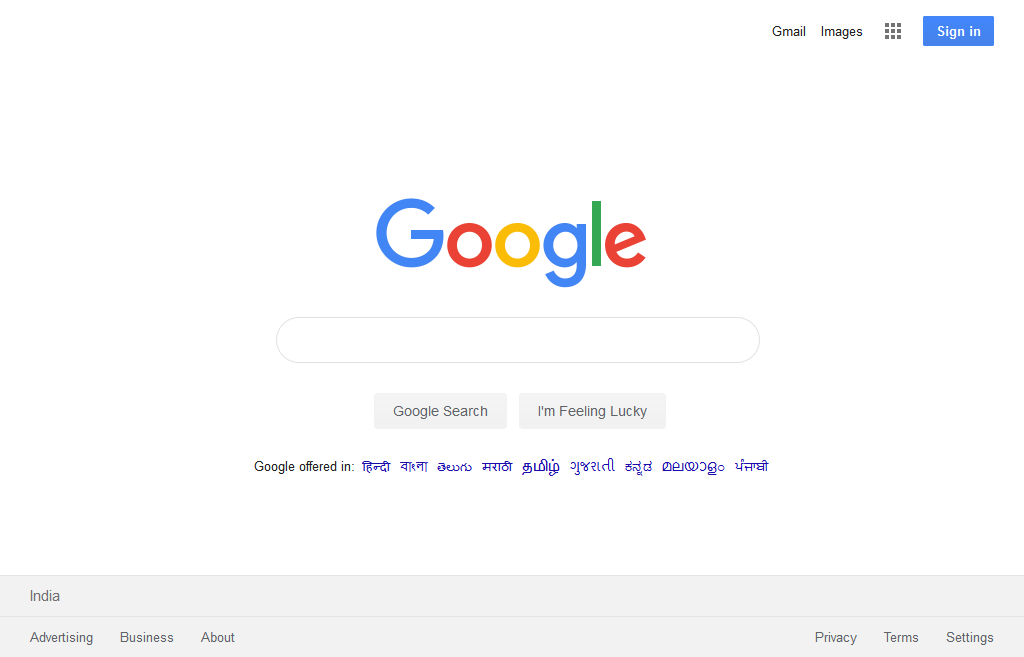 Gmail Images Sign in
Google
Google Search I'm Feeling Lucky
Google offered in: हिन्दी বাংলা తెలుగు मराठी தமிழ் ગુજરાતી ಕನ್ನಡ മലയാളം ਪੰਜਾਬੀ
India
Advertising Business About Privacy Terms Settings